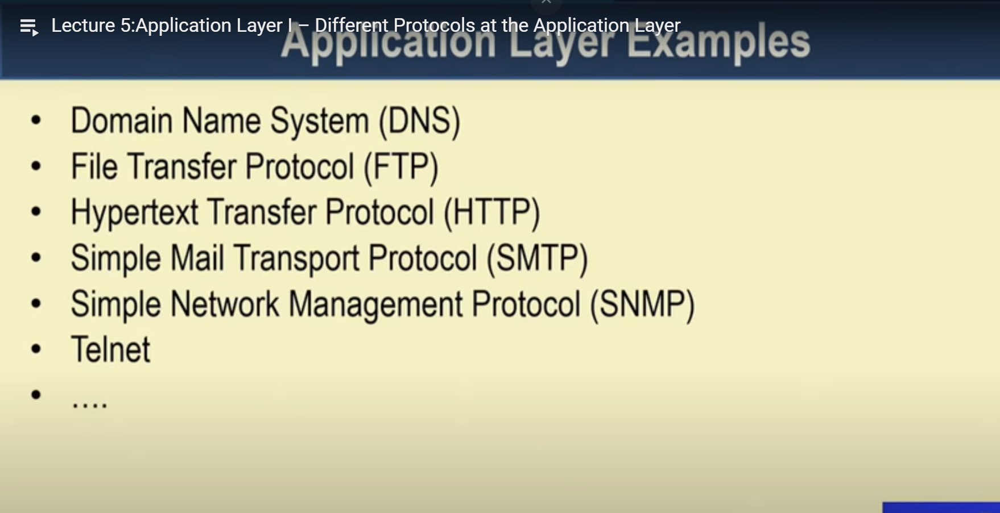 Lecture 5:Application Layer I – Different Protocols at the Application Layer
Application Layer Examples
• Domain Name System (DNS)
• File Transfer Protocol (FTP)
• Hypertext Transfer Protocol (HTTP)
• Simple Mail Transport Protocol (SMTP)
• Simple Network Management Protocol (SNMP)
• Telnet
• ....